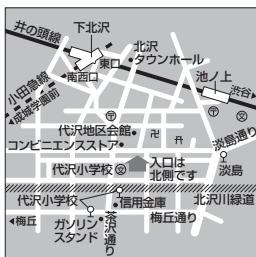 下北沢
井の頭線
北沢
タウンホール
東口
池ノ上
南西口
小田急線
◀成城学園前
渋谷▶
代沢地区会館
コンビニエンスストア
淡島通り
代沢小学校
入口は
北側です
淡島
代沢小学校
信用金庫
北沢川緑道
◀梅丘
ガソリン
スタンド
茶沢通り
梅丘通り